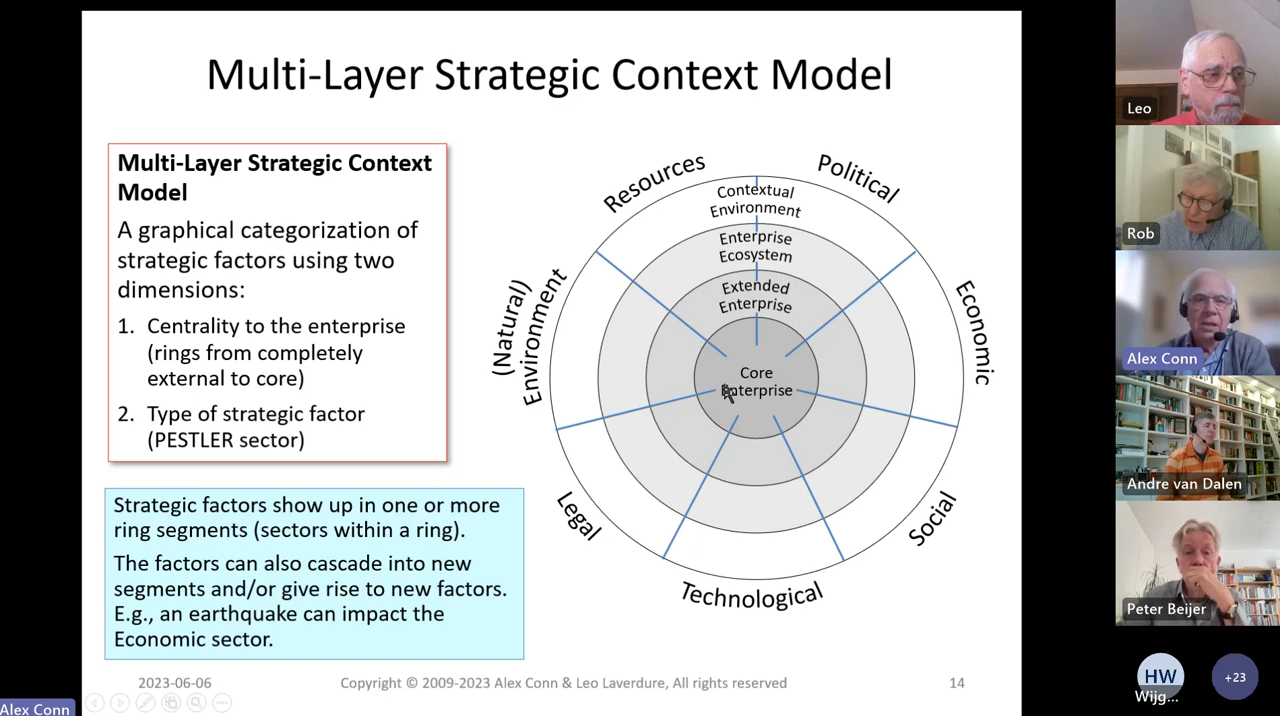 Multi-Layer Strategic Context Model
Multi-Layer Strategic Context
Model
A graphical categorization of
strategic factors using two
dimensions:
1. Centrality to the enterprise
(rings from completely
external to core)
2. Type of strategic factor
(PESTLER sector)
Strategic factors show up in one or more
ring segments (sectors within a ring).
The factors can also cascade into new
segments and/or give rise to new factors.
E.g., an earthquake can impact the
Economic sector.
Resources
Political
Contextual
Environment
Enterprise
Ecosystem
Extended
Enterprise
Core
Enterprise
(Natural)
Environment
Economic
Legal
Social
Technological
2023-06-06
Copyright © 2009-2023 Alex Conn & Leo Laverdure, All rights reserved
14
Alex Conn
Leo
Rob
Alex Conn
Andre van Dalen
Peter Beijer
HW
Wijg...
+23